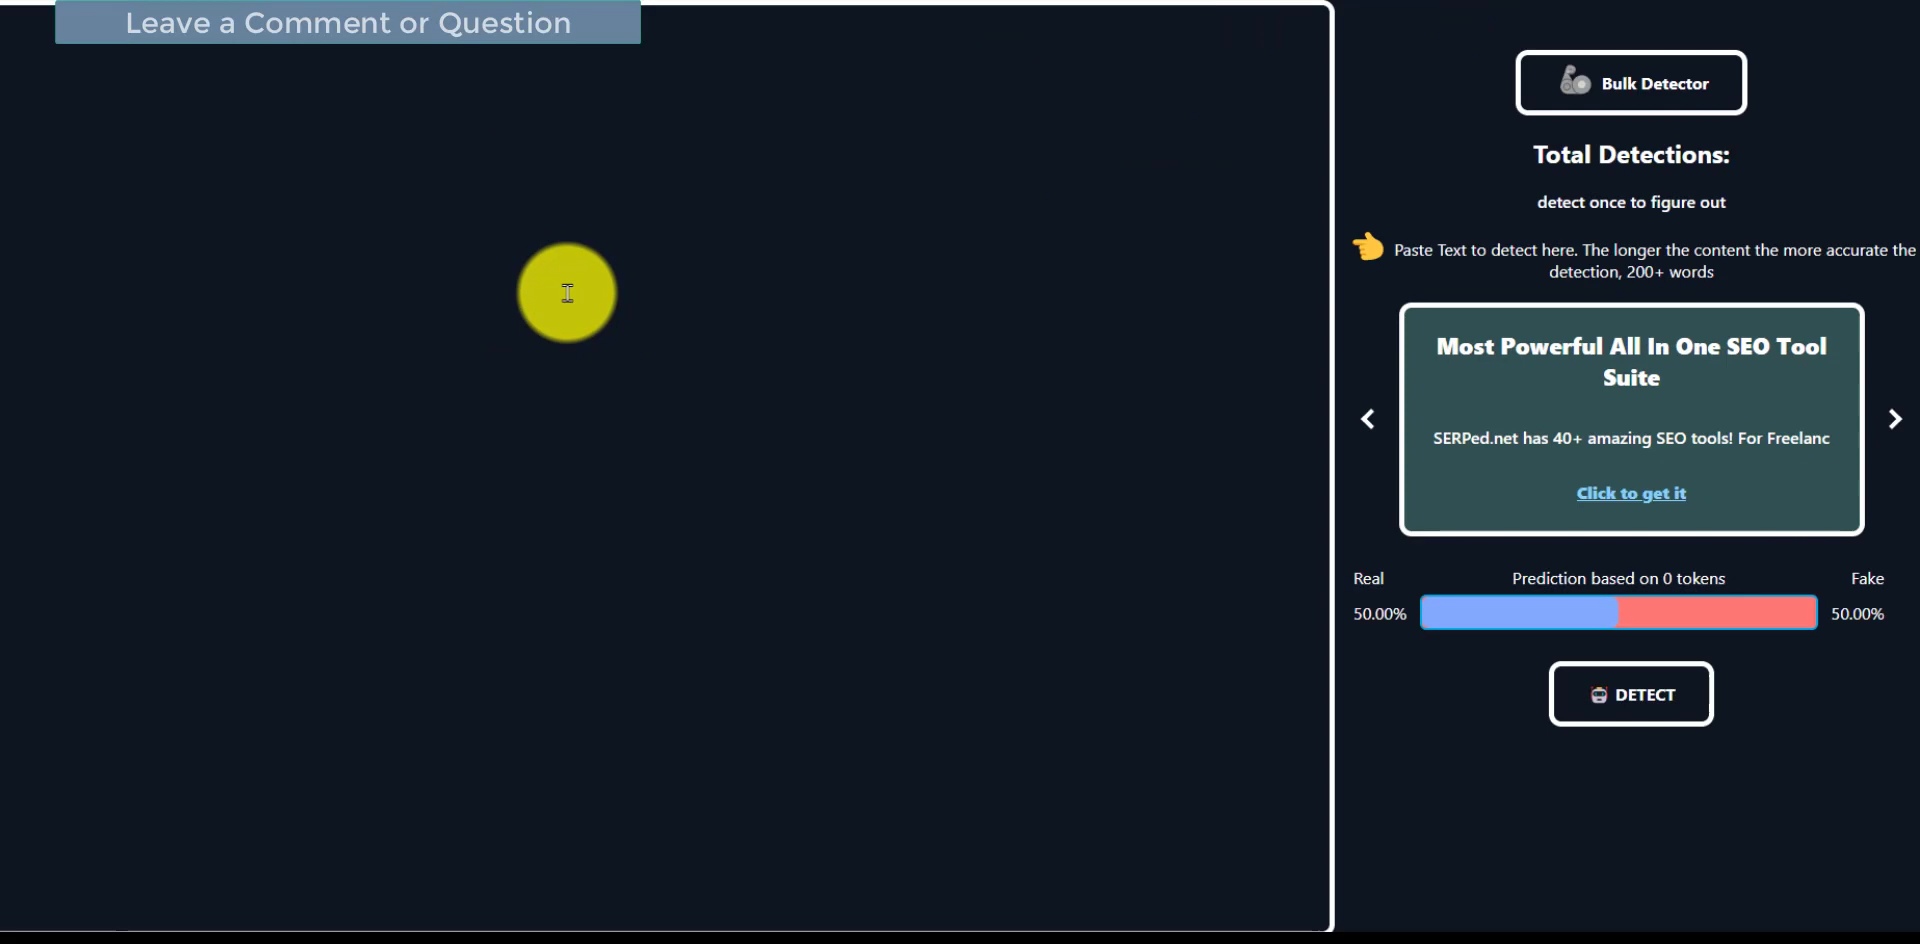 Leave a Comment or Question
Bulk Detector
Total Detections:
detect once to figure out
Paste Text to detect here. The longer the content the more accurate the
detection, 200+ words
Most Powerful All In One SEO Tool
Suite
SERPed.net has 40+ amazing SEO tools! For Freelanc
Click to get it
Real Prediction based on 0 tokens Fake
50.00% 50.00%
DETECT